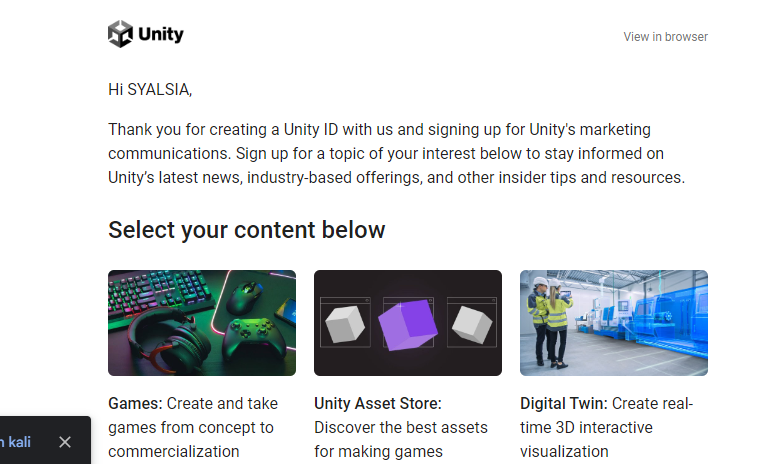 Unity
View in browser
Hi SYALSIA,
Thank you for creating a Unity ID with us and signing up for Unity's marketing
communications. Sign up for a topic of your interest below to stay informed on
Unity’s latest news, industry-based offerings, and other insider tips and resources.
Select your content below
Games: Create and take
games from concept to
commercialization
Unity Asset Store:
Discover the best assets
for making games
Digital Twin: Create real-
time 3D interactive
visualization
kali